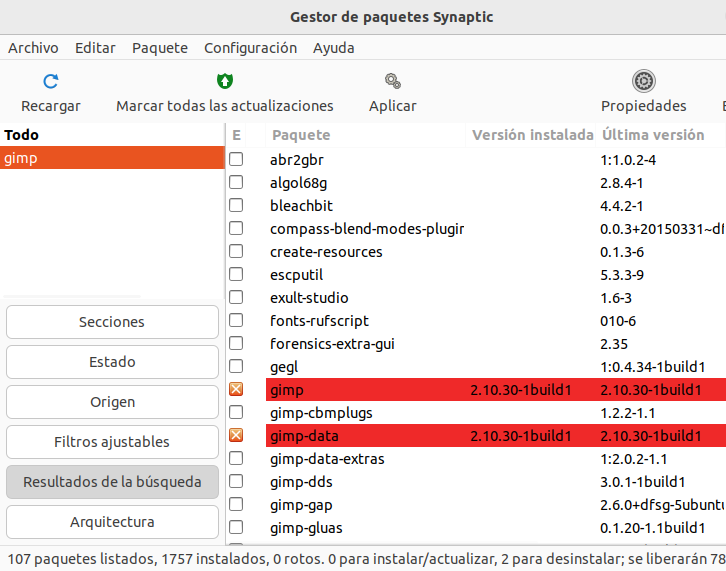 Gestor de paquetes Synaptic
Archivo Editar Paquete Configuración Ayuda
Recargar Marcar todas las actualizaciones Aplicar Propiedades
Todo
gimp
Secciones
Estado
Origen
Filtros ajustables
Resultados de la búsqueda
Arquitectura
E Paquete Versión instalada Última versión
abr2gbr 1:1.0.2-4
algol68g 2.8.4-1
bleachbit 4.4.2-1
compass-blend-modes-plugin 0.0.3+20150331~df
create-resources 0.1.3-6
escputil 5.3.3-9
exult-studio 1.6-3
fonts-rufscript 010-6
forensics-extra-gui 2.35
gegl 1:0.4.34-1build1
gimp 2.10.30-1build1 2.10.30-1build1
gimp-cbmplugs 1.2.2-1.1
gimp-data 2.10.30-1build1 2.10.30-1build1
gimp-data-extras 1:2.0.2-1.1
gimp-dds 3.0.1-1build1
gimp-gap 2.6.0+dfsg-5ubuntu
gimp-gluas 0.1.20-1.1build1
107 paquetes listados, 1757 instalados, 0 rotos. 0 para instalar/actualizar, 2 para desinstalar; se liberarán 78